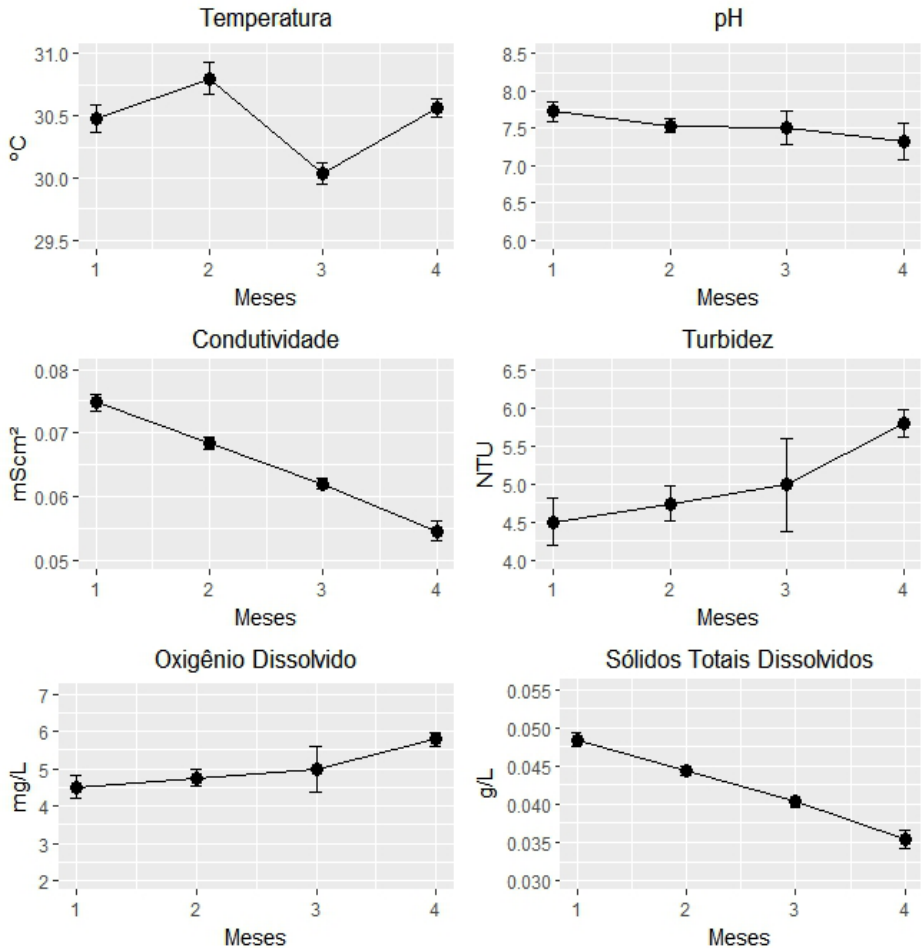 Temperatura
31.0
30.5
30.0
29.5
ºC
1 2 3 4
Meses
pH
8.5
8.0
7.5
7.0
6.5
6.0
1 2 3 4
Meses
Condutividade
0.08
0.07
0.06
0.05
mScm²
1 2 3 4
Meses
Turbidez
6.5
6.0
5.5
5.0
4.5
4.0
NTU
1 2 3 4
Meses
Oxigênio Dissolvido
7
6
5
4
3
2
mg/L
1 2 3 4
Meses
Sólidos Totais Dissolvidos
0.055
0.050
0.045
0.040
0.035
0.030
g/L
1 2 3 4
Meses